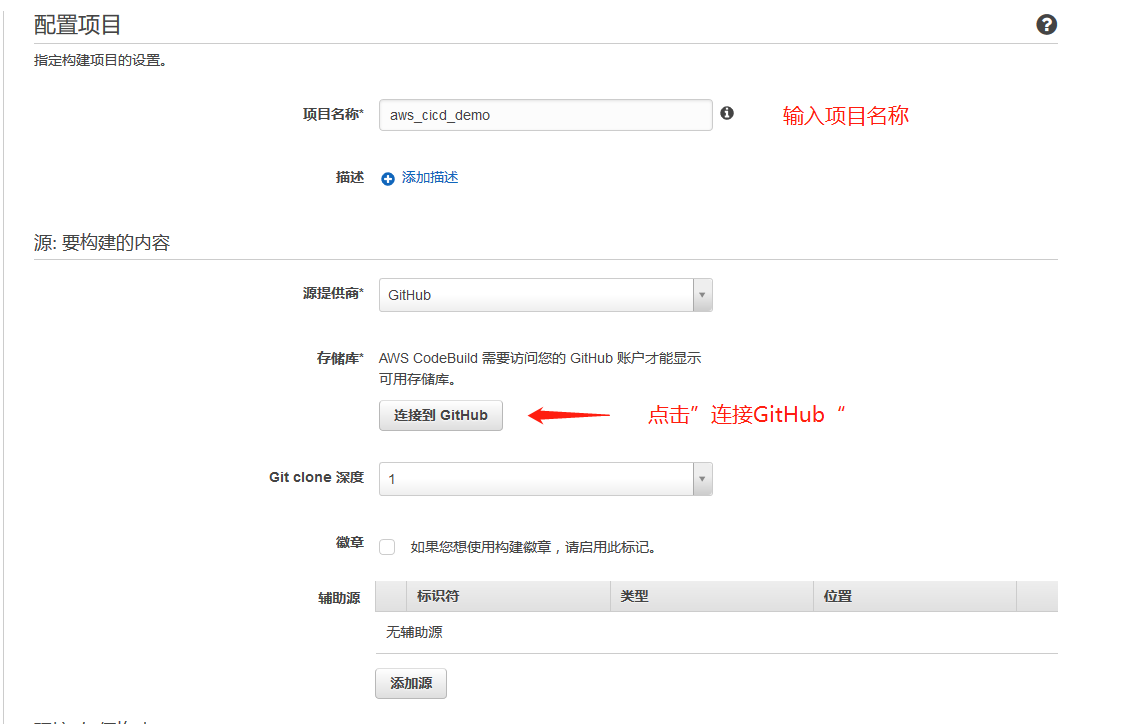 配置项目
指定构建项目的设置。
项目名称* aws_cicd_demo 输入项目名称
描述 添加描述
源: 要构建的内容
源提供商* GitHub
存储库* AWS CodeBuild 需要访问您的 GitHub 账户才能显示
可用存储库。
连接到 GitHub 点击”连接GitHub“
Git clone 深度 1
徽章 如果您想使用构建徽章，请启用此标记。
辅助源 标识符 类型 位置
无辅助源
添加源